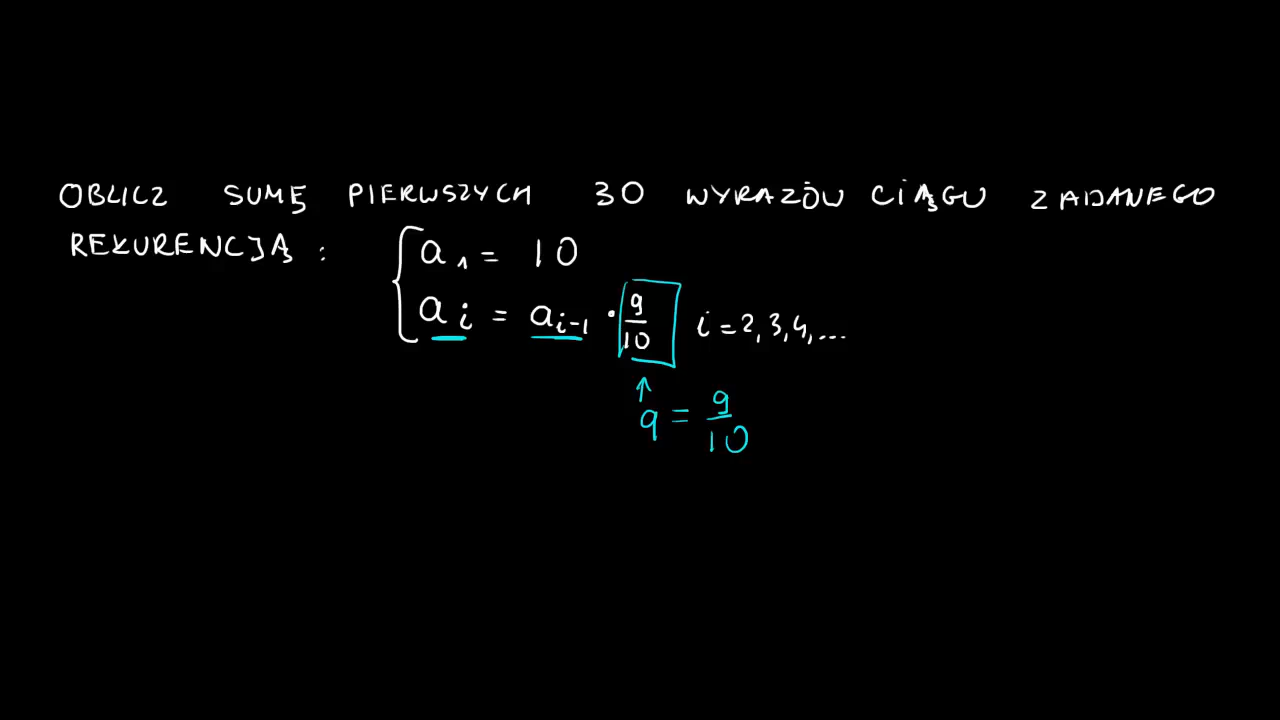 OBLICZ SUMĘ PIERWSZYCH 30 WYRAZÓW CIĄGU ZADANEGO
REKURENCJĄ : a₁ = 10
aᵢ = aᵢ₋₁ · 9/10 i = 2, 3, 4, ...
↑
q = 9/10